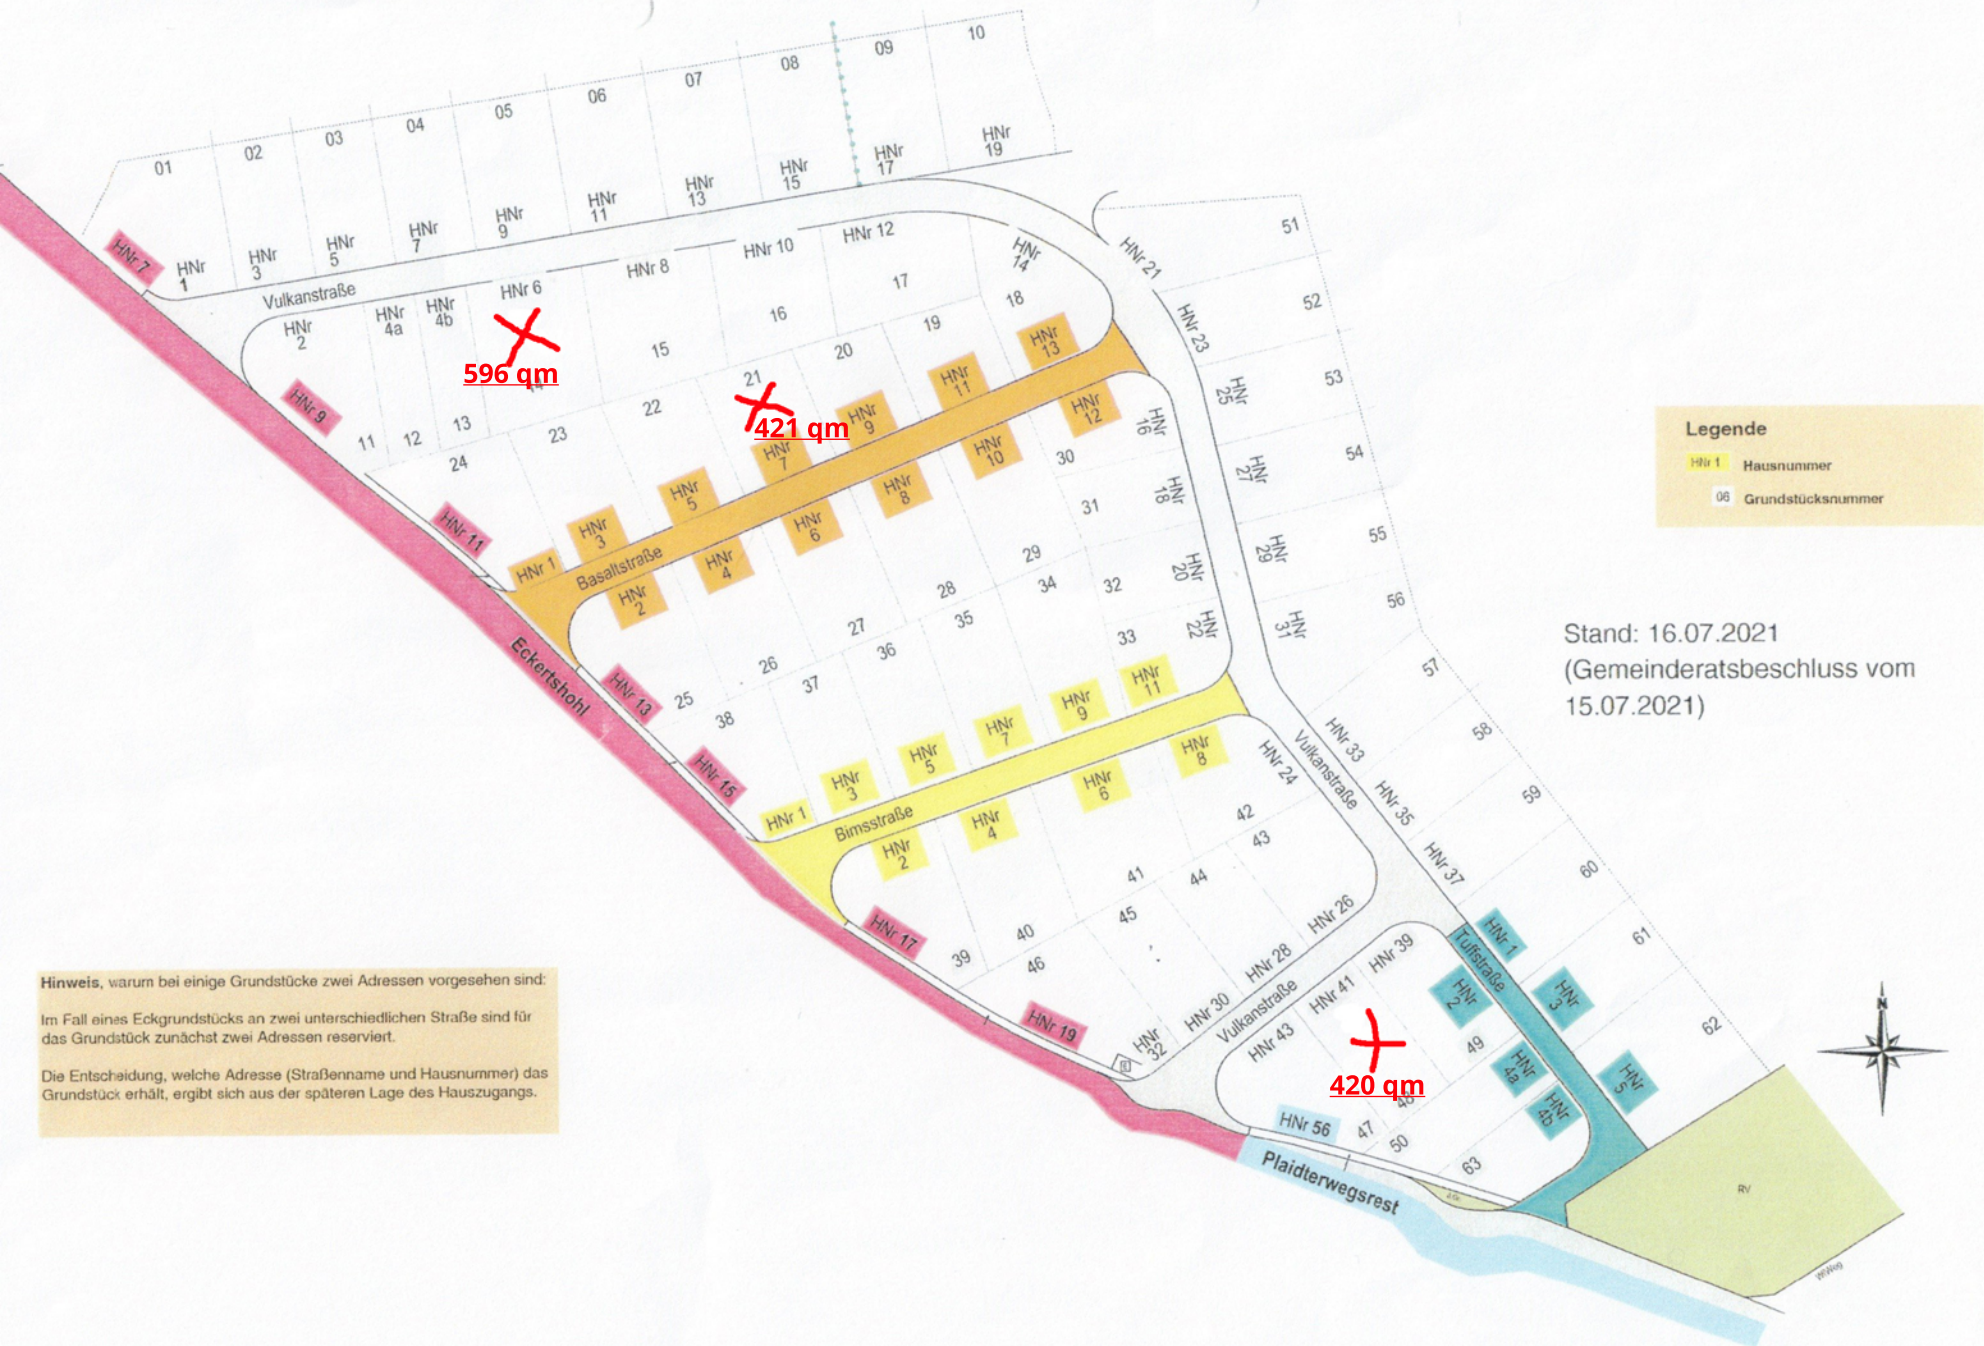 01
02
03
04
05
06
07
08
09
10
HNr 7
HNr
1
HNr
3
HNr
5
HNr
7
HNr
9
HNr
11
HNr
13
HNr
15
HNr
17
HNr
19
Vulkanstraße
HNr
2
HNr
4a
HNr
4b
HNr 6
HNr 8
HNr 10
HNr 12
HNr
14
596 qm
14
15
16
17
18
11
12
13
HNr 9
24
23
22
21
20
19
421 qm
HNr 11
HNr 1
HNr
3
HNr
5
HNr
7
HNr
9
HNr
11
HNr
13
Basaltstraße
HNr
2
HNr
4
HNr
6
HNr
8
HNr
10
HNr
12
HNr 21
HNr 23
HNr
25
HNr
27
HNr
29
HNr
31
51
52
53
54
55
56
57
58
59
60
61
62
HNr
16
HNr
18
HNr
20
HNr
22
30
31
32
33
25
26
27
28
29
34
35
36
37
38
Eckertshohl
HNr 13
HNr 15
HNr 1
HNr
3
HNr
5
HNr
7
HNr
9
HNr
11
Bimsstraße
HNr
2
HNr
4
HNr
6
HNr
8
HNr 24
Vulkanstraße
HNr 33
HNr 35
HNr 37
39
40
41
42
43
44
45
46
HNr 17
HNr 19
HNr 26
HNr 28
HNr 30
HNr
32
Vulkanstraße
HNr 39
HNr 41
HNr 43
420 qm
47
48
49
50
63
HNr 56
Plaidterwegsrest
Tuffstraße
HNr 1
HNr
2
HNr
3
HNr
4a
HNr
4b
HNr
5
RV
WiWeg
N
Legende
HNr 1 Hausnummer
06 Grundstücksnummer
Stand: 16.07.2021
(Gemeinderatsbeschluss vom
15.07.2021)
Hinweis, warum bei einige Grundstücke zwei Adressen vorgesehen sind:
Im Fall eines Eckgrundstücks an zwei unterschiedlichen Straße sind für
das Grundstück zunächst zwei Adressen reserviert.
Die Entscheidung, welche Adresse (Straßenname und Hausnummer) das
Grundstück erhält, ergibt sich aus der späteren Lage des Hauszugangs.